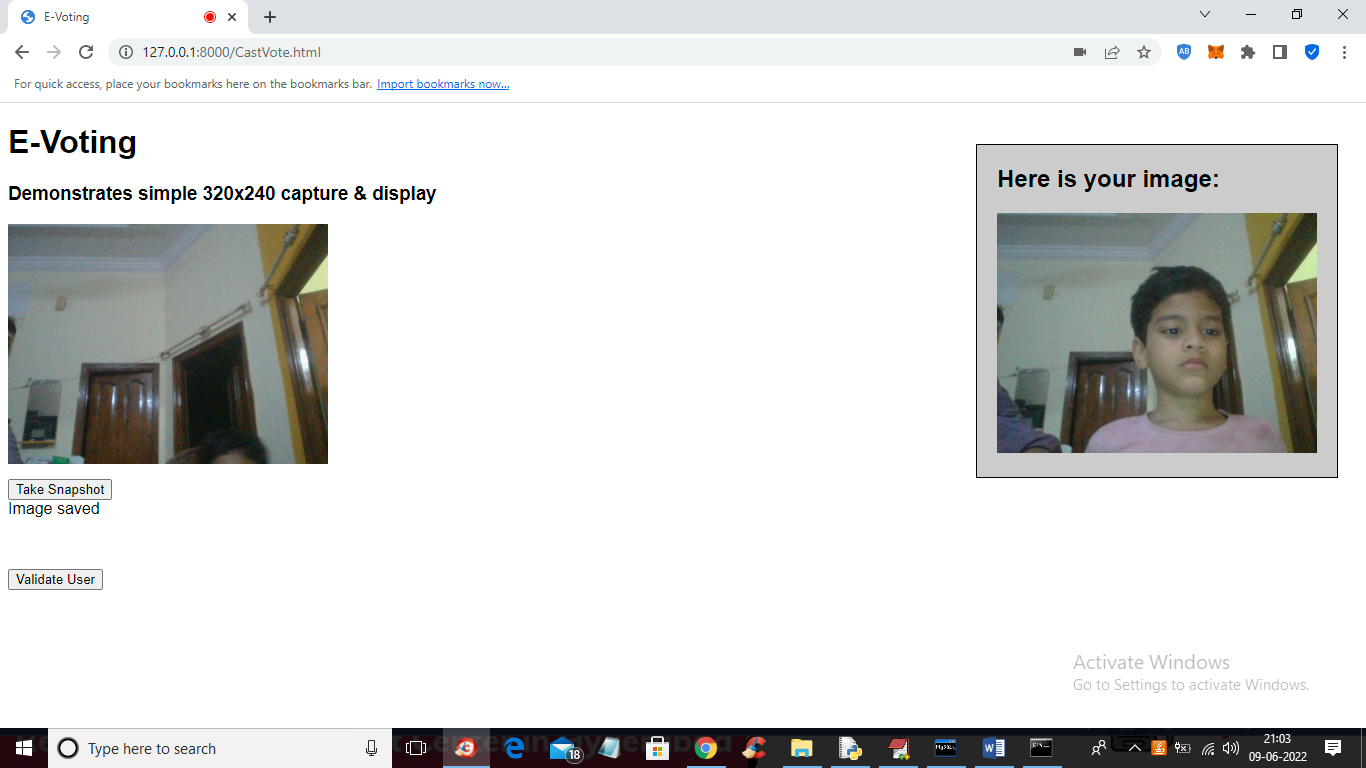 E-Voting
127.0.0.1:8000/CastVote.html
For quick access, place your bookmarks here on the bookmarks bar. Import bookmarks now...
E-Voting
Demonstrates simple 320x240 capture & display
Here is your image:
Take Snapshot
Image saved
Validate User
Activate Windows
Go to Settings to activate Windows.
Type here to search
18
21:03
09-06-2022